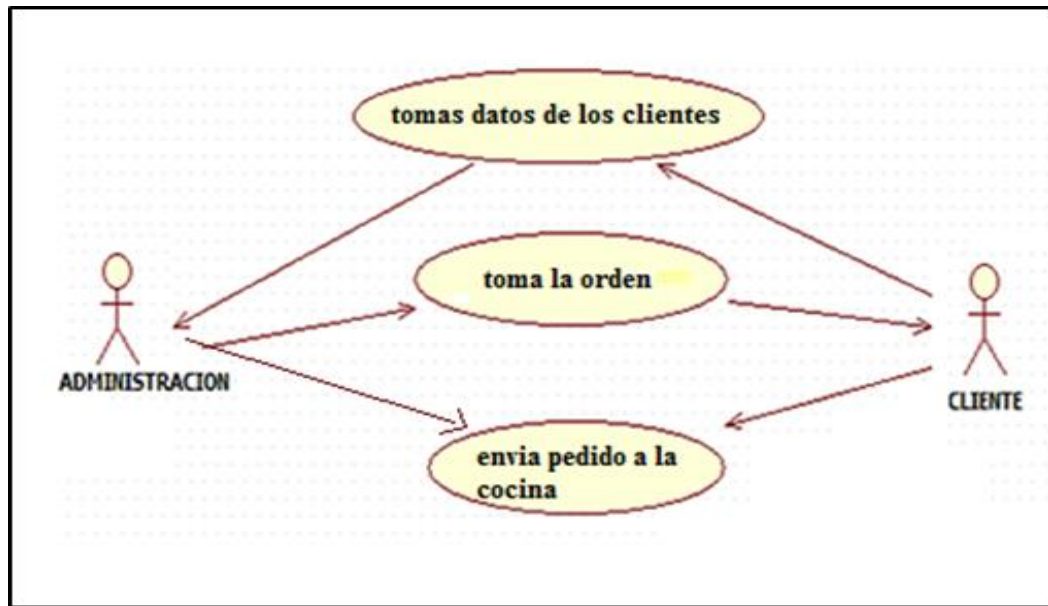 tomas datos de los clientes
toma la orden
ADMINISTRACION
CLIENTE
envia pedido a la
cocina